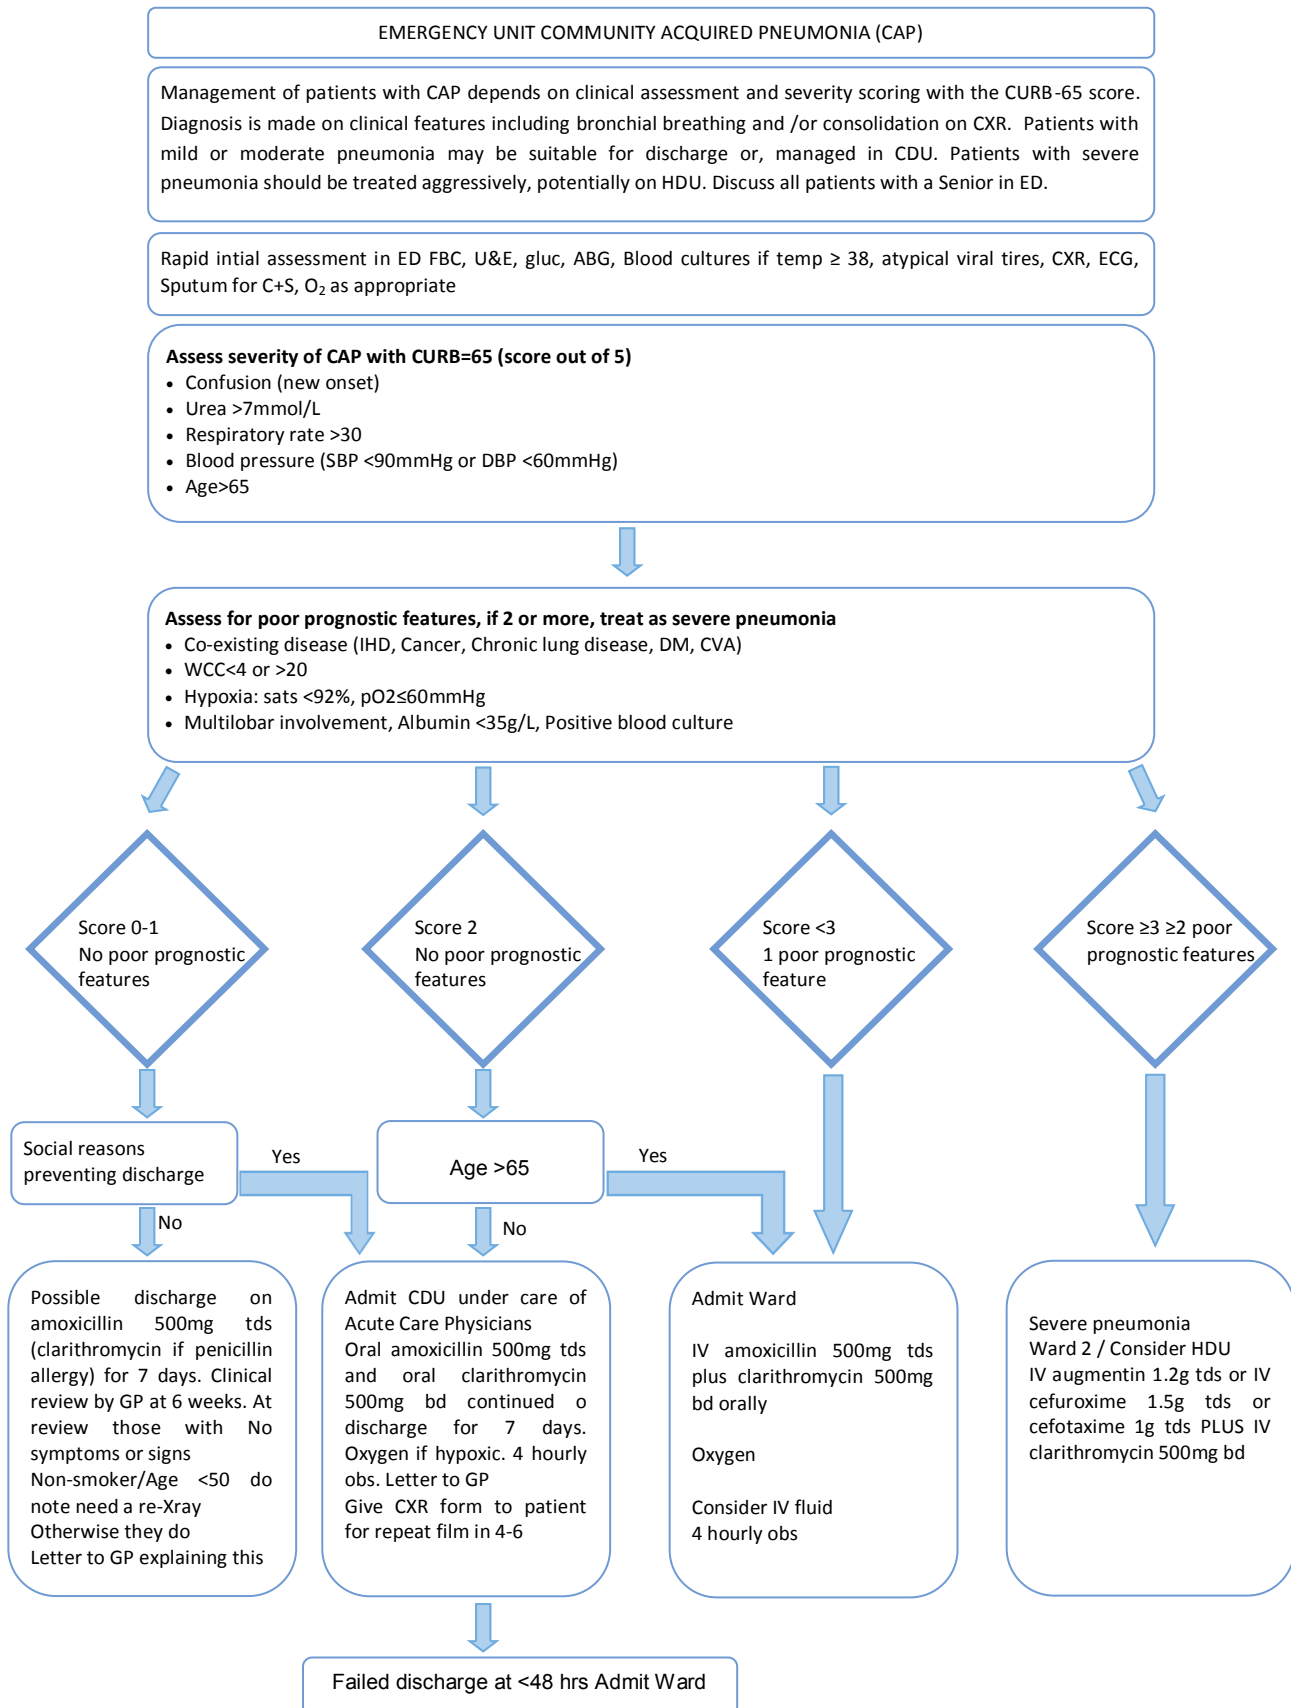 EMERGENCY UNIT COMMUNITY ACQUIRED PNEUMONIA (CAP)
Management of patients with CAP depends on clinical assessment and severity scoring with the CURB-65 score.
Diagnosis is made on clinical features including bronchial breathing and /or consolidation on CXR. Patients with
mild or moderate pneumonia may be suitable for discharge or, managed in CDU. Patients with severe
pneumonia should be treated aggressively, potentially on HDU. Discuss all patients with a Senior in ED.
Rapid intial assessment in ED FBC, U&E, gluc, ABG, Blood cultures if temp ≥ 38, atypical viral tires, CXR, ECG,
Sputum for C+S, O₂ as appropriate
Assess severity of CAP with CURB=65 (score out of 5)
• Confusion (new onset)
• Urea >7mmol/L
• Respiratory rate >30
• Blood pressure (SBP <90mmHg or DBP <60mmHg)
• Age>65
Assess for poor prognostic features, if 2 or more, treat as severe pneumonia
• Co-existing disease (IHD, Cancer, Chronic lung disease, DM, CVA)
• WCC<4 or >20
• Hypoxia: sats <92%, pO2≤60mmHg
• Multilobar involvement, Albumin <35g/L, Positive blood culture
Score 0-1
No poor prognostic
features
Score 2
No poor prognostic
features
Score <3
1 poor prognostic
feature
Score ≥3 ≥2 poor
prognostic features
Social reasons
preventing discharge
Yes
No
Age >65
Yes
No
Possible discharge on
amoxicillin 500mg tds
(clarithromycin if penicillin
allergy) for 7 days. Clinical
review by GP at 6 weeks. At
review those with No
symptoms or signs
Non-smoker/Age <50 do
note need a re-Xray
Otherwise they do
Letter to GP explaining this
Admit CDU under care of
Acute Care Physicians
Oral amoxicillin 500mg tds
and oral clarithromycin
500mg bd continued o
discharge for 7 days.
Oxygen if hypoxic. 4 hourly
obs. Letter to GP
Give CXR form to patient
for repeat film in 4-6
Admit Ward
IV amoxicillin 500mg tds
plus clarithromycin 500mg
bd orally
Oxygen
Consider IV fluid
4 hourly obs
Severe pneumonia
Ward 2 / Consider HDU
IV augmentin 1.2g tds or IV
cefuroxime 1.5g tds or
cefotaxime 1g tds PLUS IV
clarithromycin 500mg bd
Failed discharge at <48 hrs Admit Ward